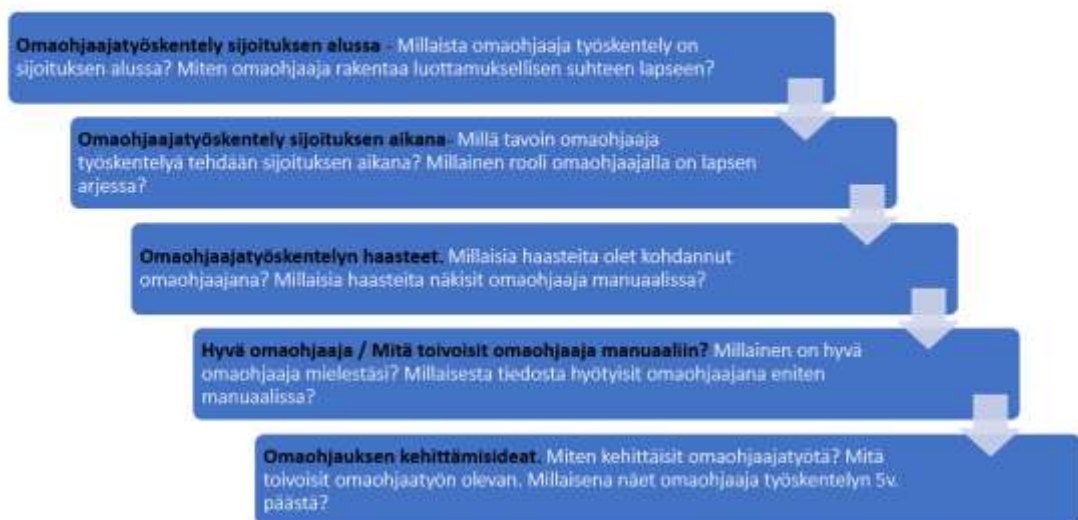 Omaohjaajatyöskentely sijoituksen alussa - Millaista omaohjaaja työskentely on
sijoituksen alussa? Miten omaohjaaja rakentaa luottamuksellisen suhteen lapseen?
Omaohjaajatyöskentely sijoituksen aikana- Millä tavoin omaohjaaja
työskentelyä tehdään sijoituksen aikana? Millainen rooli omaohjaajalla on lapsen
arjessa?
Omaohjaajatyöskentelyn haasteet. Millaisia haasteita olet kohdannut
omaohjaajana? Millaisia haasteita näkisit omaohjaaja manuaalissa?
Hyvä omaohjaaja / Mitä toivoisit omaohjaaja manuaaliin? Millainen on hyvä
omaohjaaja mielestäsi? Millaisesta tiedosta hyötyisit omaohjaajana eniten
manuaalissa?
Omaohjauksen kehittämisideat. Miten kehittäisit omaohjaajatyötä? Mitä
toivoisit omaohjaatyön olevan. Millaisena näet omaohjaaja työskentelyn 5v.
päästä?